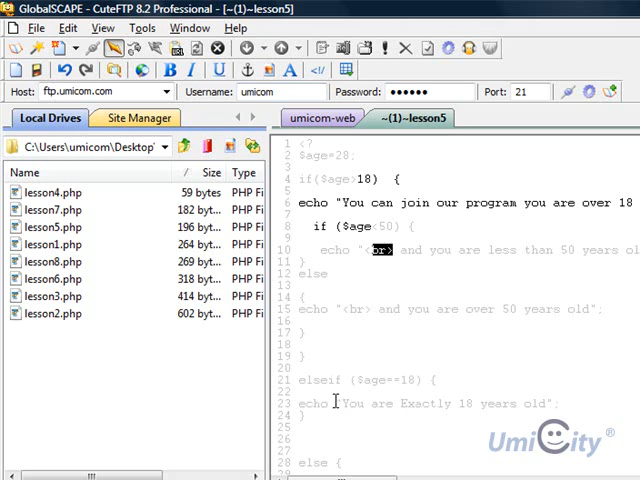 GlobalSCAPE - CuteFTP 8.2 Professional - [~(1)~lesson5]
File Edit View Tools Window Help
B I U A <!/
Host: ftp.umicom.com Username: umicom Password: •••••• Port: 21
Local Drives Site Manager umicom-web ~(1)~lesson5
C:\Users\umicom\Desktop\
Name / Size Type
lesson4.php 59 bytes PHP Fi
lesson7.php 182 byt... PHP Fi
lesson5.php 196 byt... PHP Fi
lesson1.php 264 byt... PHP Fi
lesson8.php 269 byt... PHP Fi
lesson6.php 318 byt... PHP Fi
lesson3.php 414 byt... PHP Fi
lesson2.php 602 byt... PHP Fi
1 <?
2 $age=28;
3
4 if($age>18) {
5
6 echo "You can join our program you are over 18
7
8 if ($age<50) {
9
10 echo "<br> and you are less than 50 years ol
11 }
12 else
13
14 {
15 echo "<br> and you are over 50 years old";
16
17 }
18
19 }
20
21 elseif ($age==18) {
22
23 echo "You are Exactly 18 years old";
24 }
25
26
27
28 else {
29
UmiCity